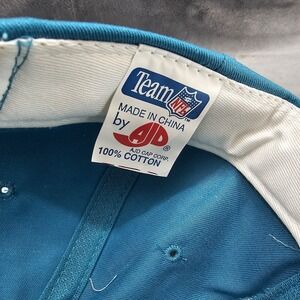 Team NFL
MADE IN CHINA
by AJD®
AJD CAP CORP.
100% COTTON